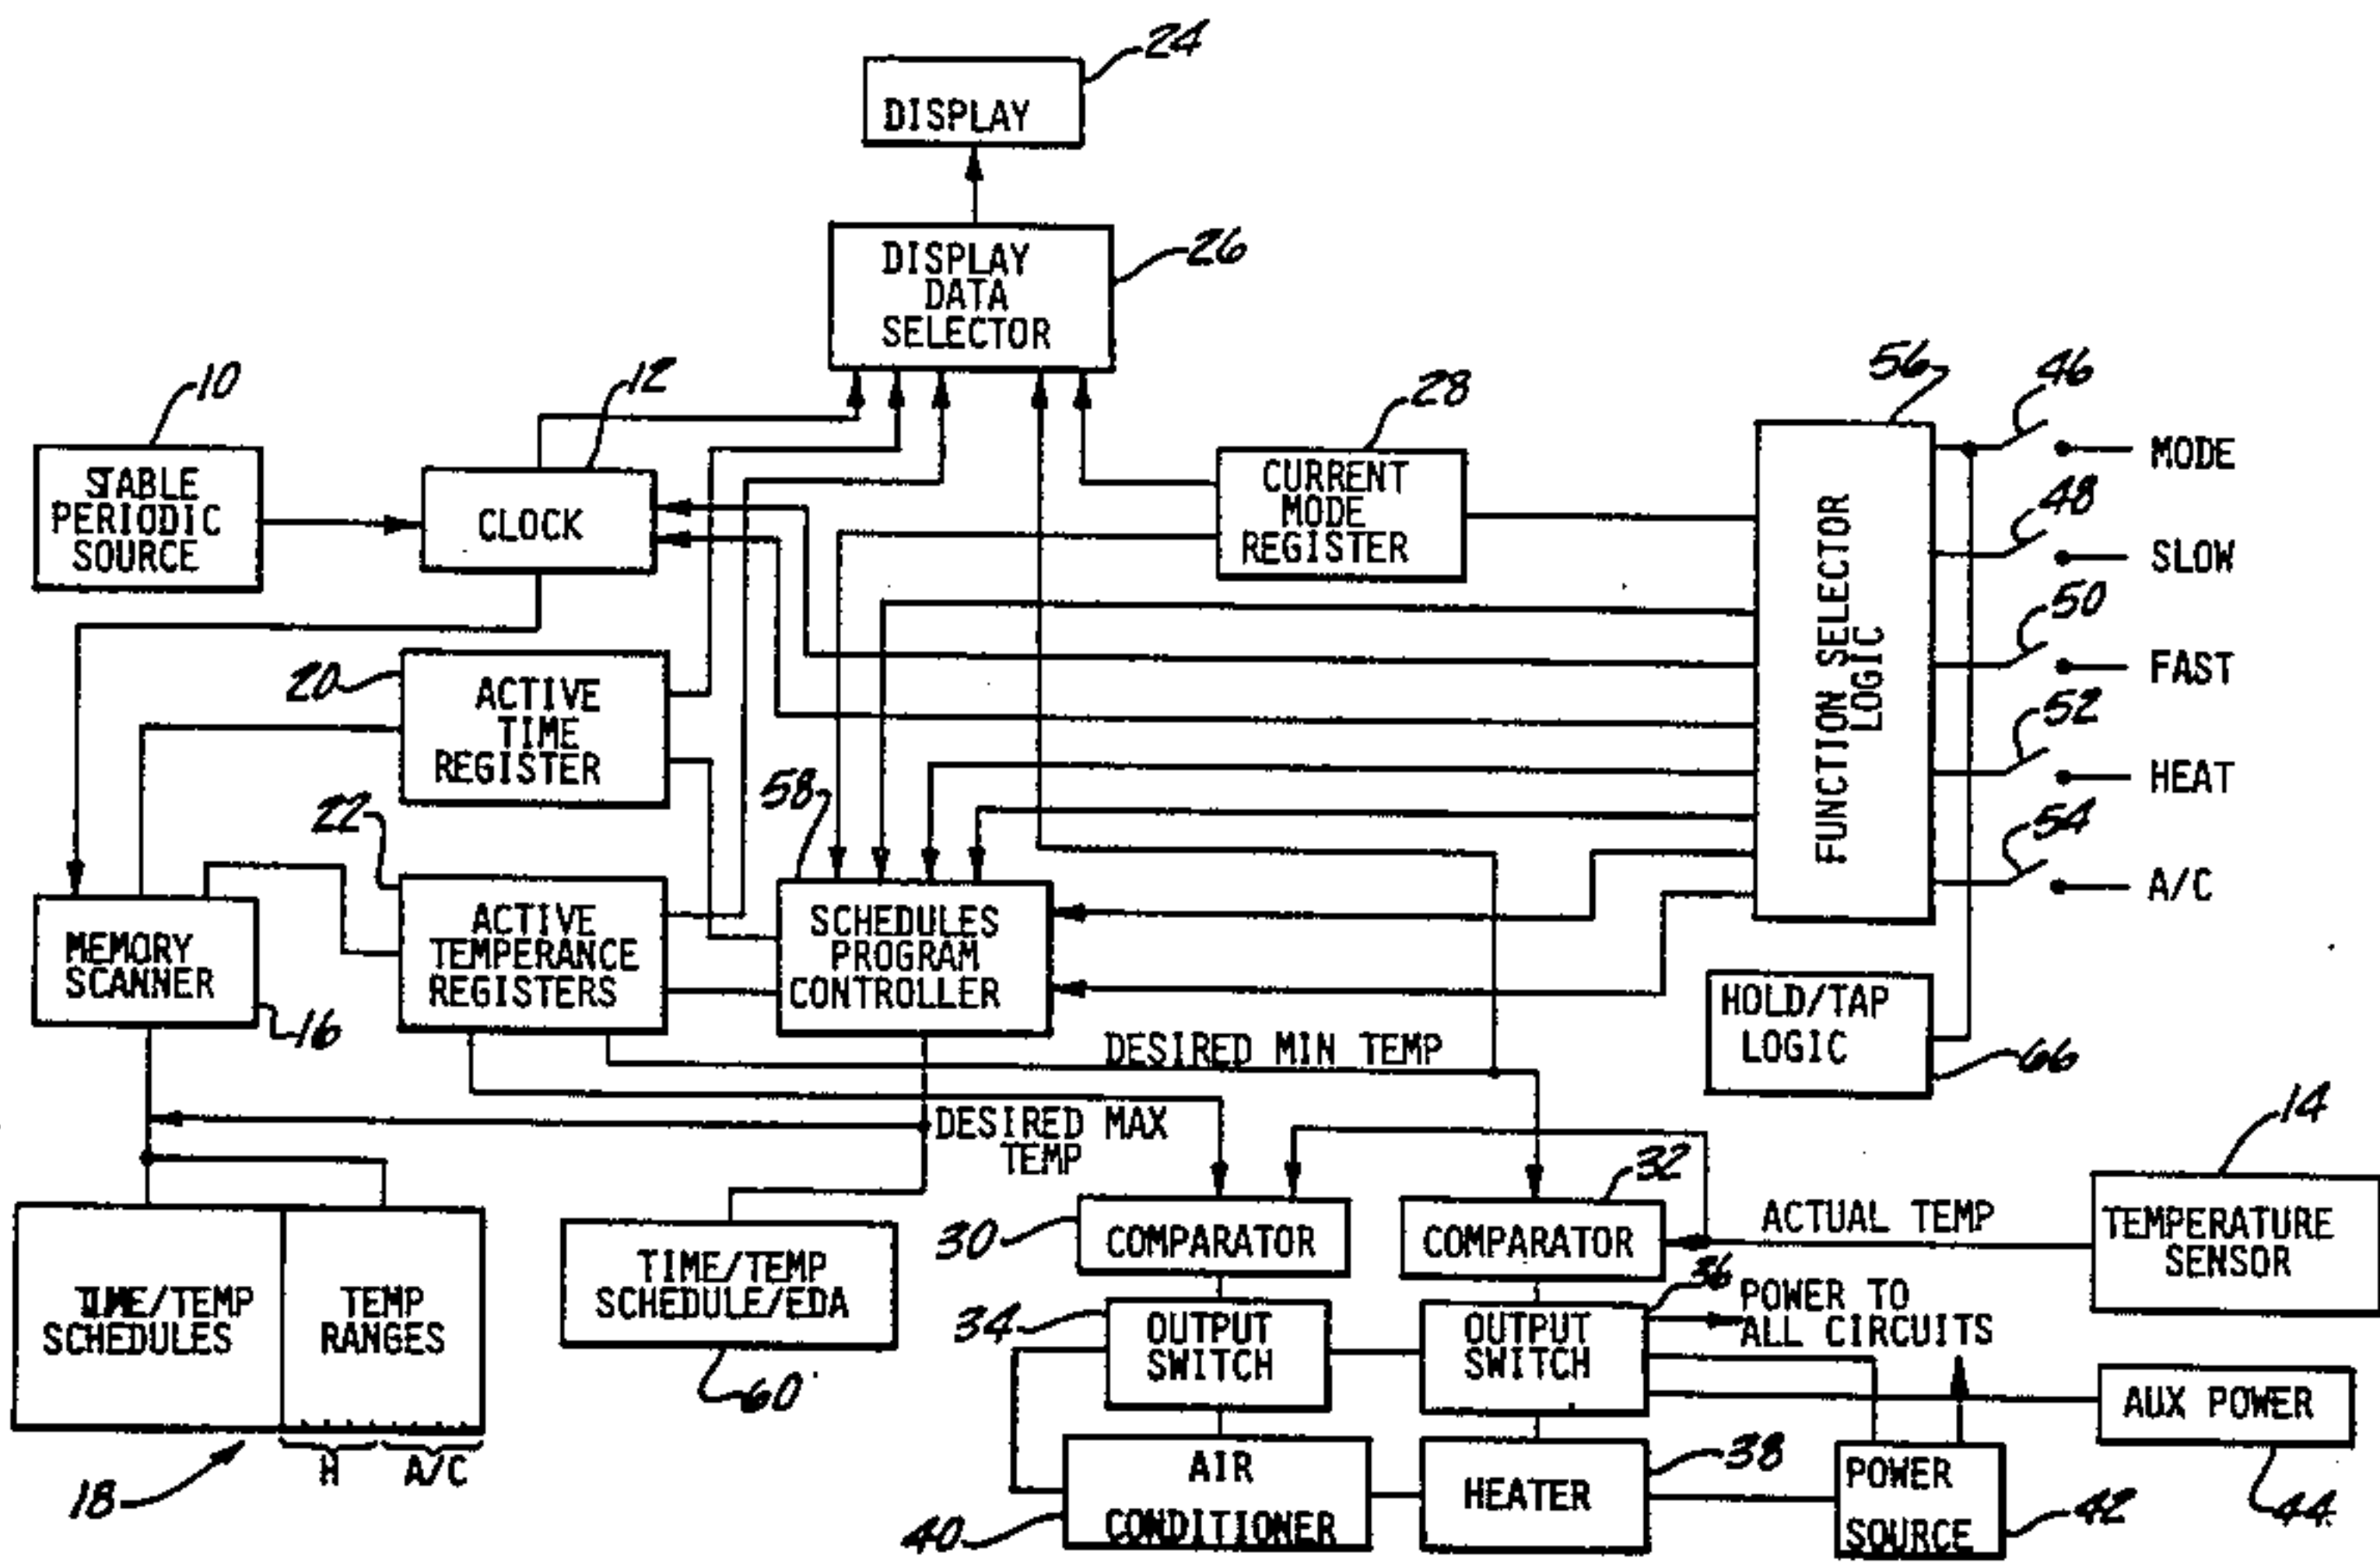 24
DISPLAY
26
DISPLAY
DATA
SELECTOR
10
12
28
56
46
STABLE
PERIODIC
SOURCE
CLOCK
CURRENT
MODE
REGISTER
MODE
48
SLOW
50
FAST
52
HEAT
54
A/C
FUNCTION SELECTOR
LOGIC
20
ACTIVE
TIME
REGISTER
22
58
ACTIVE
TEMPERANCE
REGISTERS
SCHEDULES
PROGRAM
CONTROLLER
MEMORY
SCANNER
16
HOLD/TAP
LOGIC
66
DESIRED MIN TEMP
DESIRED MAX
TEMP
14
32
30
COMPARATOR
COMPARATOR
ACTUAL TEMP
TEMPERATURE
SENSOR
TIME/TEMP
SCHEDULES
TEMP
RANGES
TIME/TEMP
SCHEDULE/EDA
60
34
OUTPUT
SWITCH
36
OUTPUT
SWITCH
POWER TO
ALL CIRCUITS
AUX POWER
44
18
H
A/C
40
AIR
CONDITIONER
HEATER
38
POWER
SOURCE
42